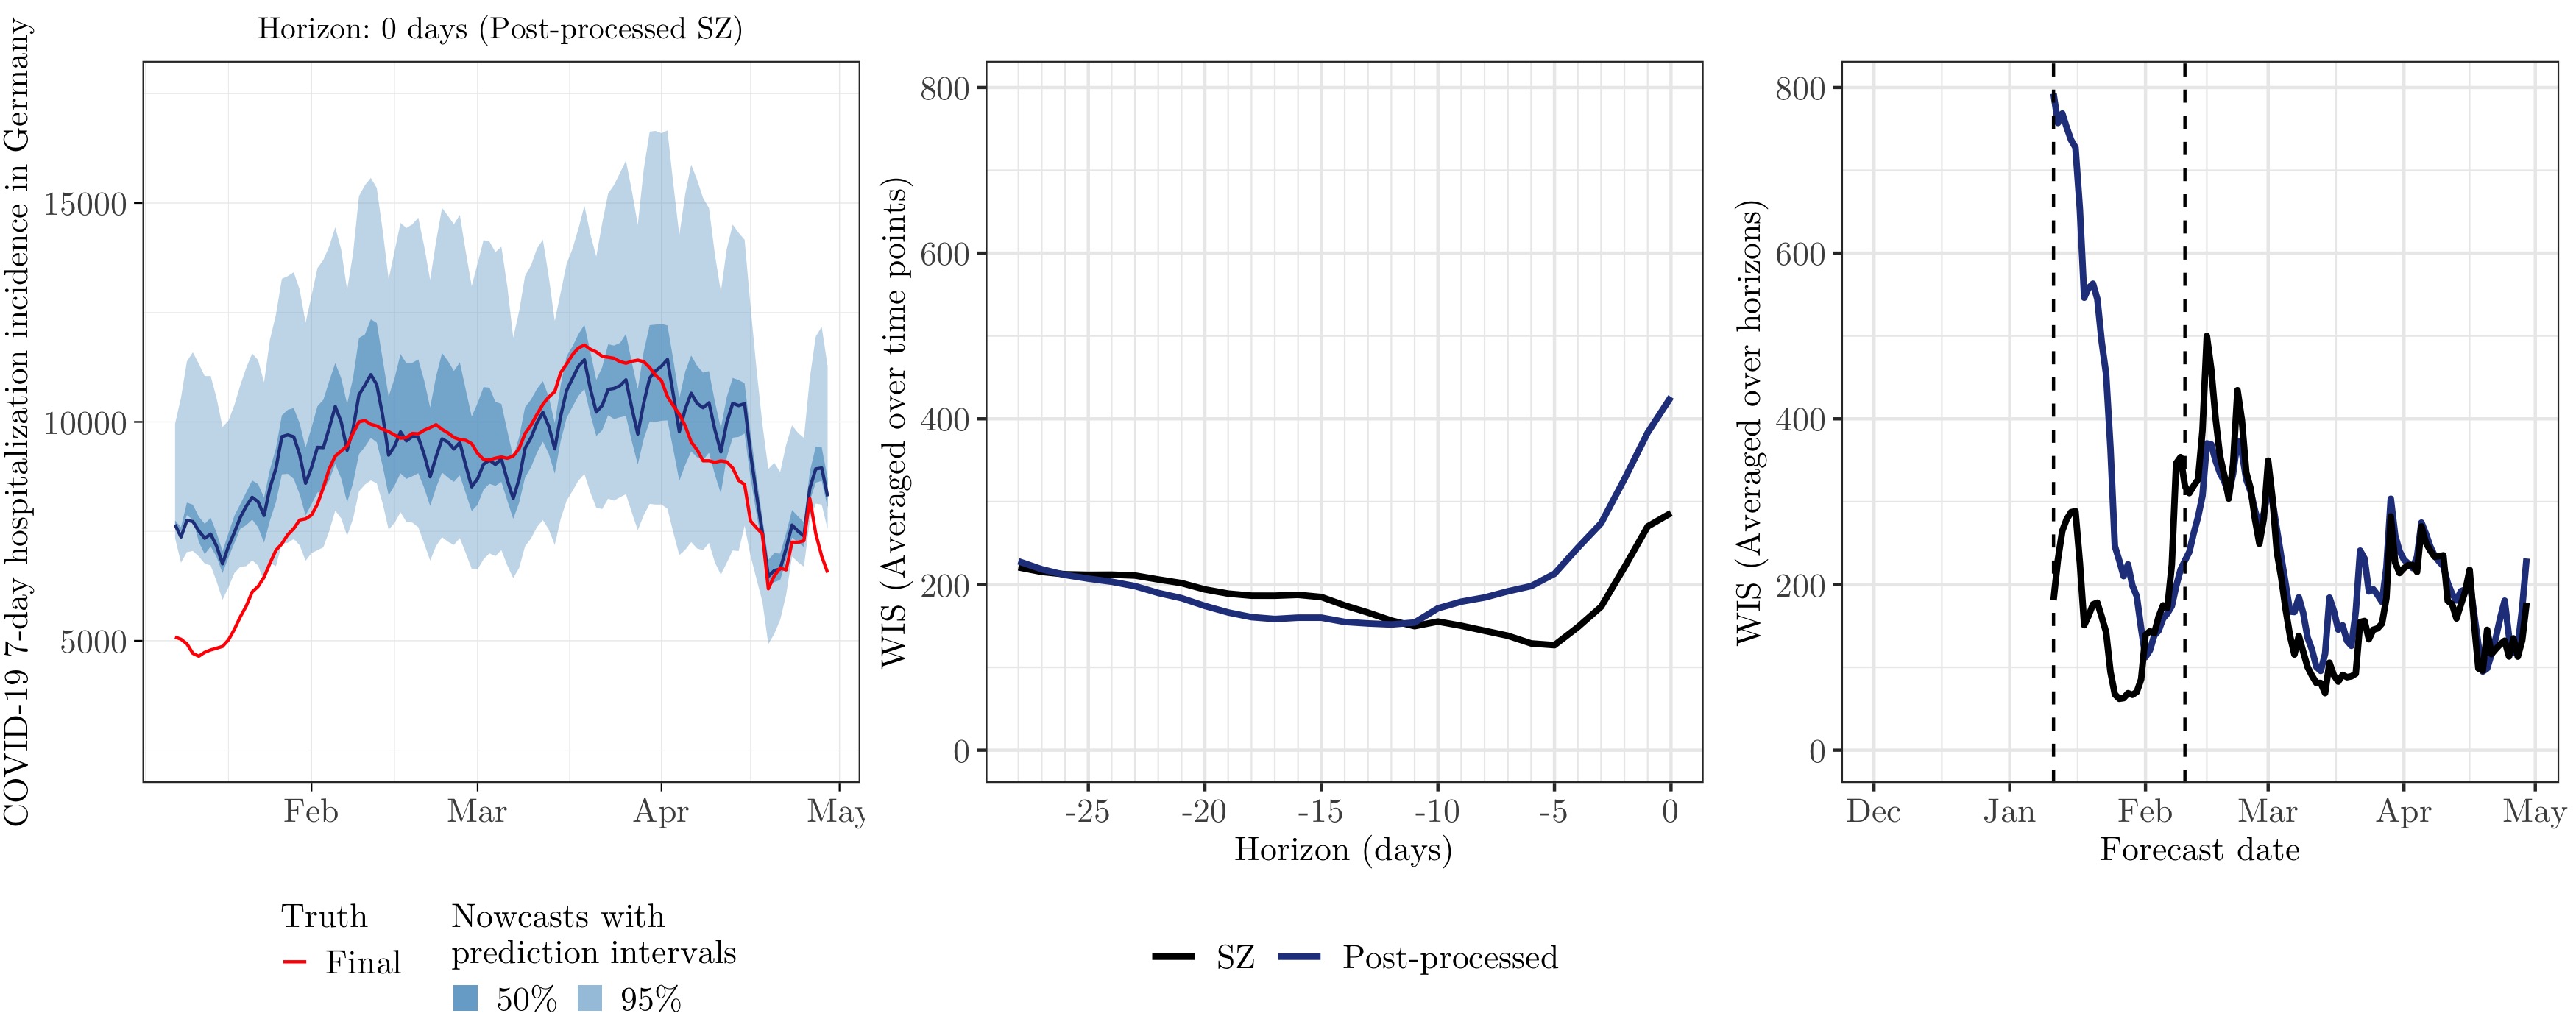 Horizon: 0 days (Post-processed SZ)
COVID-19 7-day hospitalization incidence in Germany
15000
10000
5000
Feb Mar Apr May
Truth
Final
Nowcasts with
prediction intervals
50% 95%
WIS (Averaged over time points)
800
600
400
200
0
-25 -20 -15 -10 -5 0
Horizon (days)
SZ Post-processed
WIS (Averaged over horizons)
800
600
400
200
0
Dec Jan Feb Mar Apr May
Forecast date